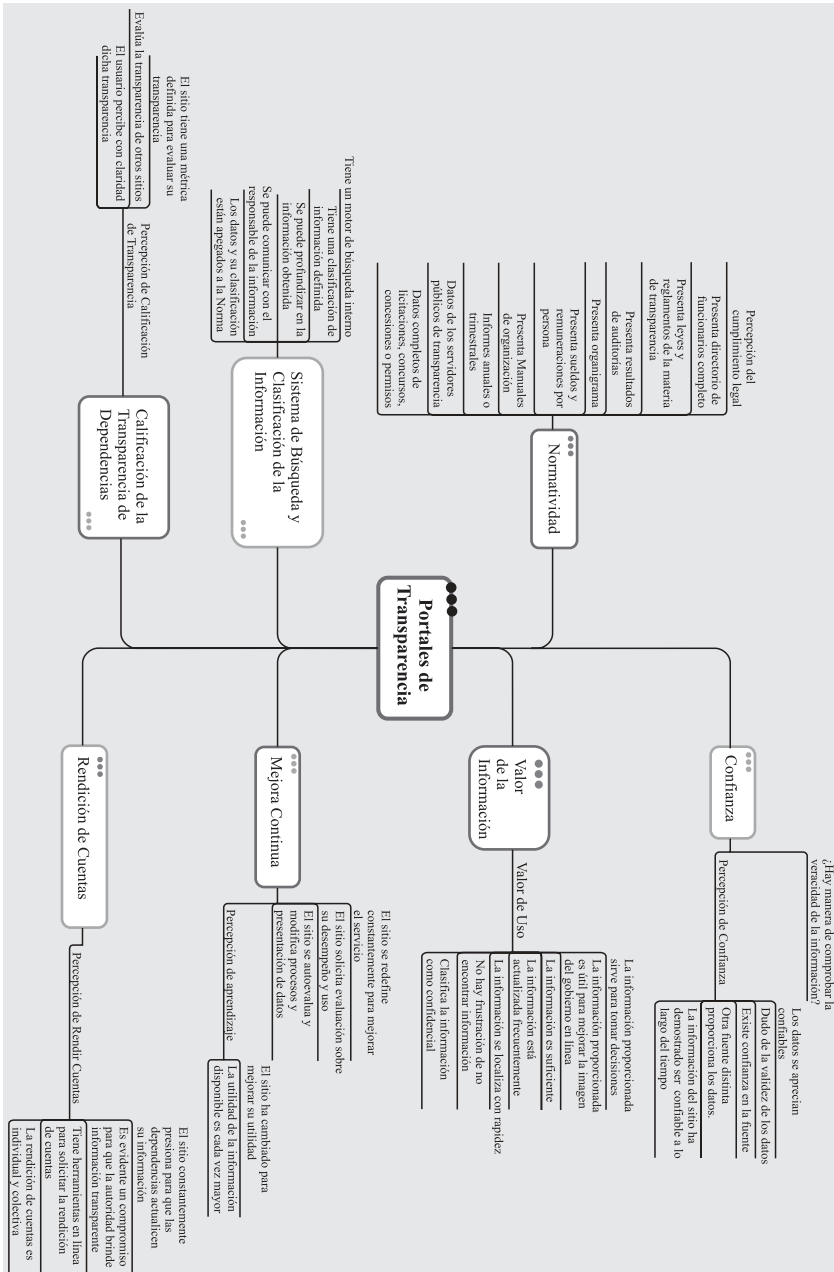 Portales de
Transparencia
Confianza
¿Hay manera de comprobar la
veracidad de la información?
Percepción de Confianza
Los datos se aprecian
confiables
Dudo de la validez de los datos
Existe confianza en la fuente
Otra fuente distinta
proporciona los datos.
La información del sitio ha
demostrado ser confiable a lo
largo del tiempo
Valor
de la
Información
Valor de Uso
La información proporcionada
sirve para tomar decisiones
La información proporcionada
es útil para mejorar la imagen
del gobierno en línea
La información es suficiente
La información está
actualizada frecuentemente
La información se localiza con rapidez
No hay frustración de no
encontrar información
Clasifica la información
como confidencial
Mejora Continua
El sitio se redefine
constantemente para mejorar
el servicio
El sitio solicita evaluación sobre
su desempeño y uso
El sitio se autoevalua y
modifica procesos y
presentación de datos
Percepción de aprendizaje
El sitio ha cambiado para
mejorar su utilidad
La utilidad de la información
disponible es cada vez mayor
Rendición de Cuentas
Percepción de Rendir Cuentas
El sitio constantemente
presiona para que las
dependencias actualicen
su información
Es evidente un compromiso
para que la autoridad brinde
información transparente
Tiene herramientas en línea
para solicitar la rendición
de cuentas
La rendición de cuentas es
individual y colectiva
Normatividad
Percepción del
cumplimiento legal
Presenta directorio de
funcionarios completo
Presenta leyes y
reglamentos de la materia
de transparencia
Presenta resultados
de auditorías
Presenta organigrama
Presenta sueldos y
remuneraciones por
persona
Presenta Manuales
de organización
Informes anuales o
trimestrales
Datos de los servidores
públicos de transparencia
Datos completos de
licitaciones, concursos,
concesiones o permisos
Sistema de Búsqueda y
Clasificación de la
Información
Tiene un motor de búsqueda interno
Tiene una clasificación de
información definida
Se puede profundizar en la
información obtenida
Se puede comunicar con el
responsable de la información
Los datos y su clasificación
están apegados a la Norma
Calificación de la
Transparencia de
Dependencias
Percepción de Calificación
de Transparencia
El sitio tiene una métrica
definida para evaluar su
transparencia
Evalúa la transparencia de otros sitios
El usuario percibe con claridad
dicha transparencia